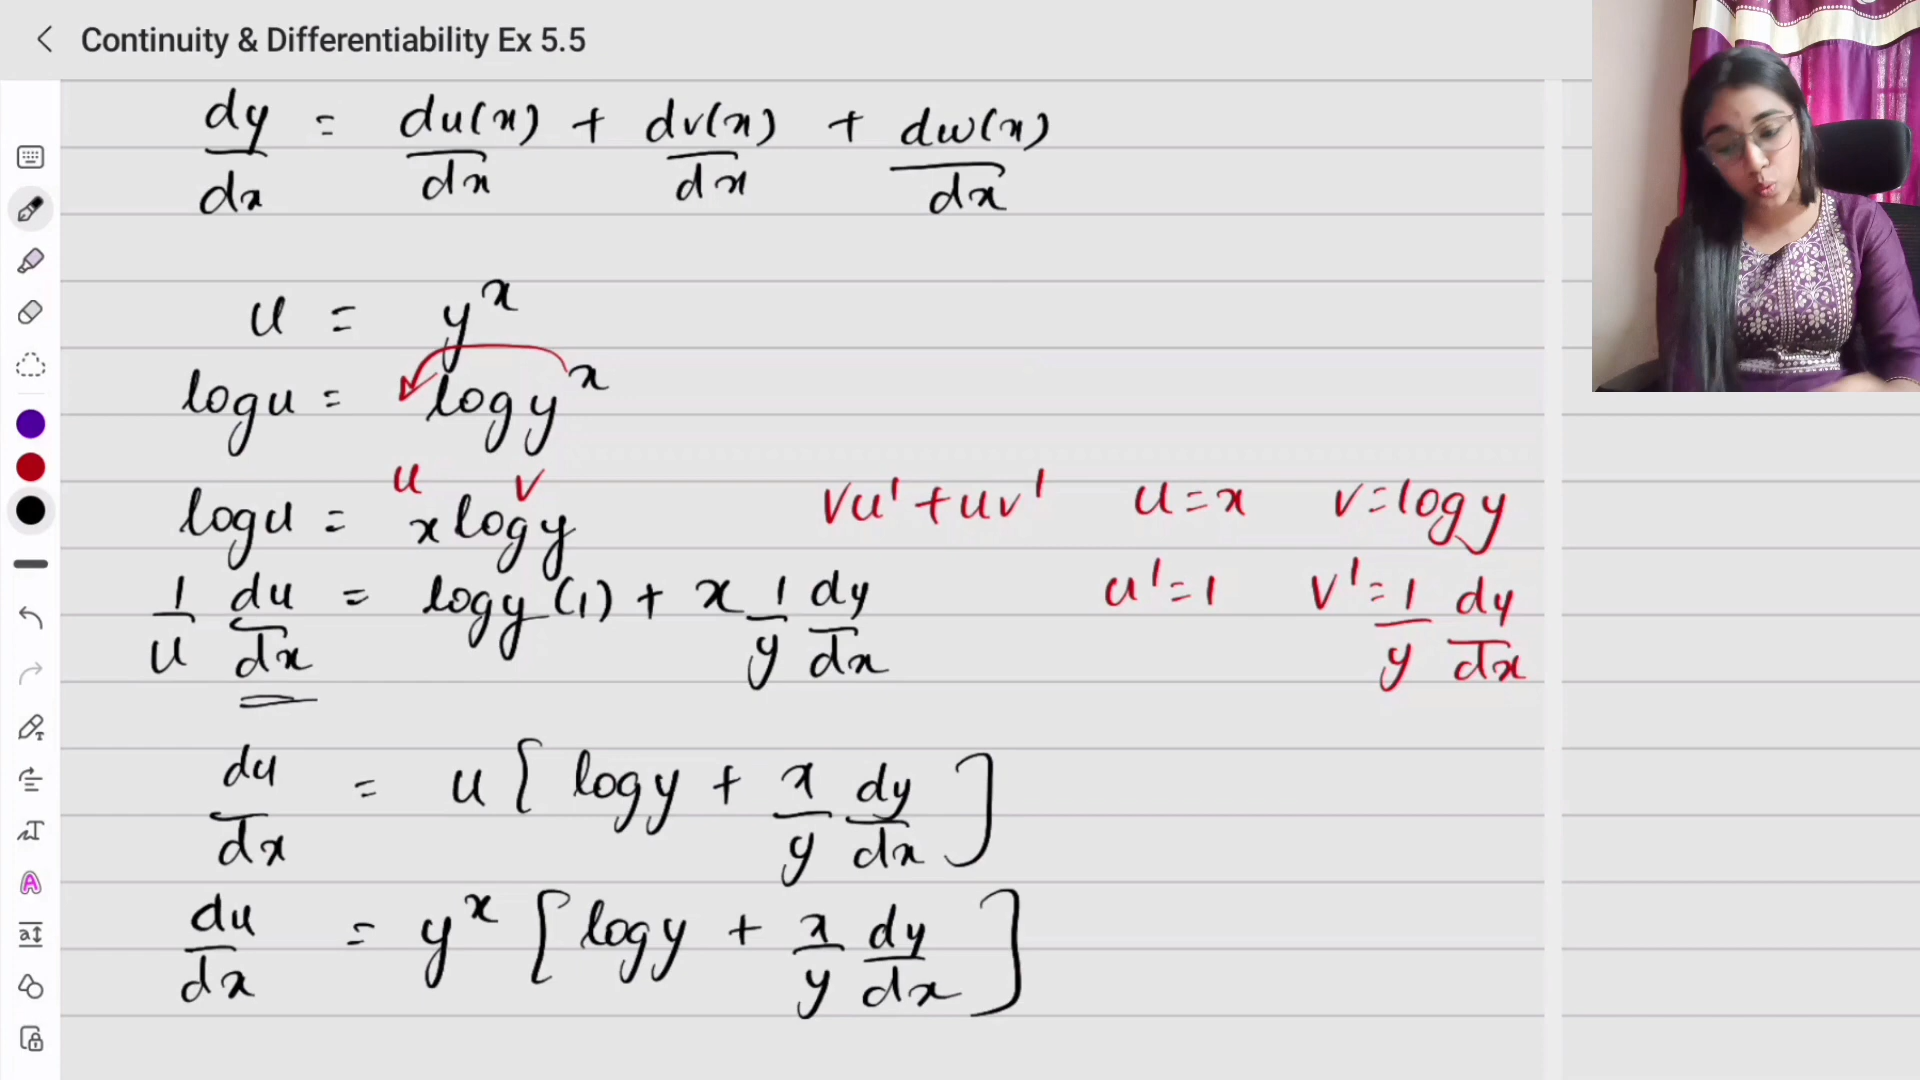 Continuity & Differentiability Ex 5.5
dy/dx = du(x)/dx + dv(x)/dx + dw(x)/dx
u = y^x
log u = log y^x
u v
log u = x log y    vu' + uv'    u = x    v = log y
1/u du/dx = log y (1) + x 1/y dy/dx    u' = 1    v' = 1/y dy/dx
du/dx = u [ log y + x/y dy/dx ]
du/dx = y^x [ log y + x/y dy/dx ]